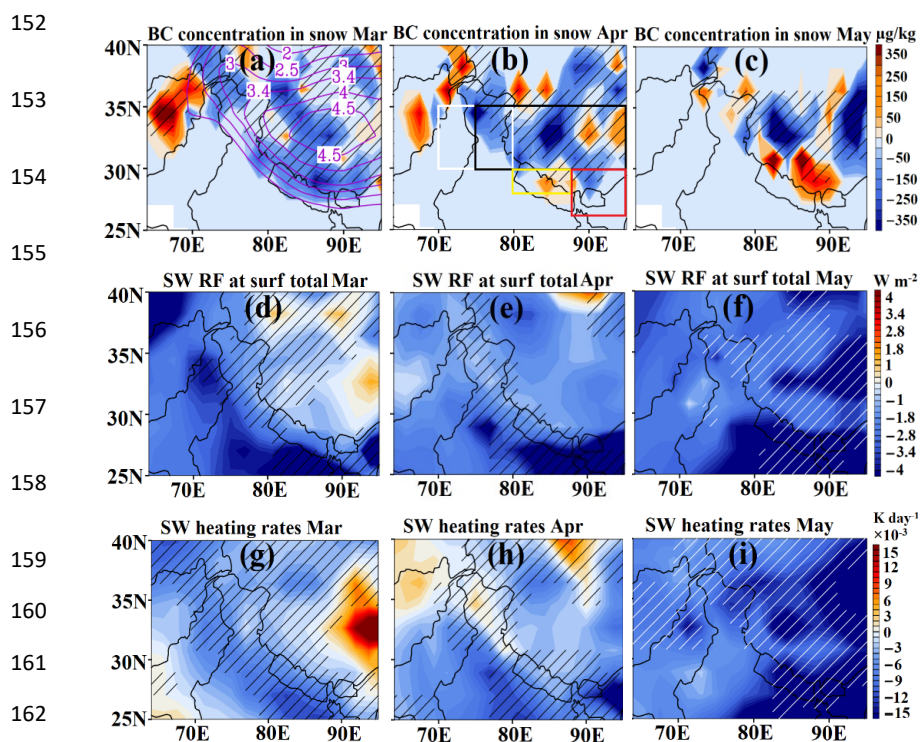 152
BC concentration in snow Mar BC concentration in snow Apr BC concentration in snow May µg/kg
40N (a) (b) (c) 350
3 2 3
2.5 3.4
3.4 4
4.5
4.5
250
153
35N
150
50
0
30N
154
-50
-150
-250
25N -350
70E 80E 90E 70E 80E 90E 70E 80E 90E
155
SW RF at surf total Mar SW RF at surf total Apr SW RF at surf total May W m⁻²
40N (d) (e) (f) 4
156
2.8
35N
1.8
1
0
157
30N
-1
-1.8
-2.8
158
25N -4
70E 80E 90E 70E 80E 90E 70E 80E 90E
K day⁻¹
×10⁻³
159
SW heating rates Mar SW heating rates Apr SW heating rates May
40N (g) (h) (i) 15
12
9
35N
160
6
3
0
-3
161
30N
-6
-9
-12
162
25N -15
70E 80E 90E 70E 80E 90E 70E 80E 90E